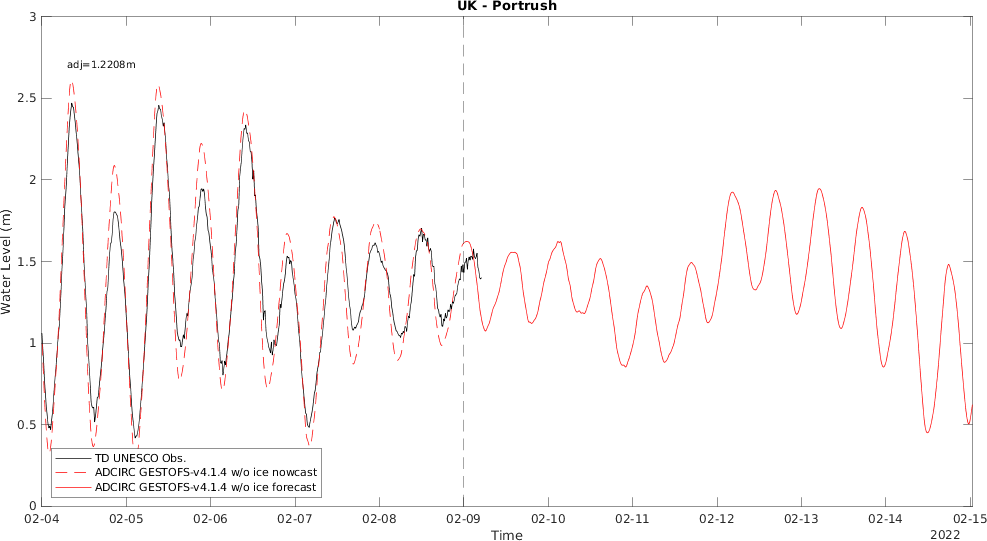 UK - Portrush
3
adj=1.2208m
2.5
2
1.5
1
0.5
0
Water Level (m)
TD UNESCO Obs.
ADCIRC GESTOFS-v4.1.4 w/o ice nowcast
ADCIRC GESTOFS-v4.1.4 w/o ice forecast
02-04 02-05 02-06 02-07 02-08 02-09 02-10 02-11 02-12 02-13 02-14 02-15
Time
2022